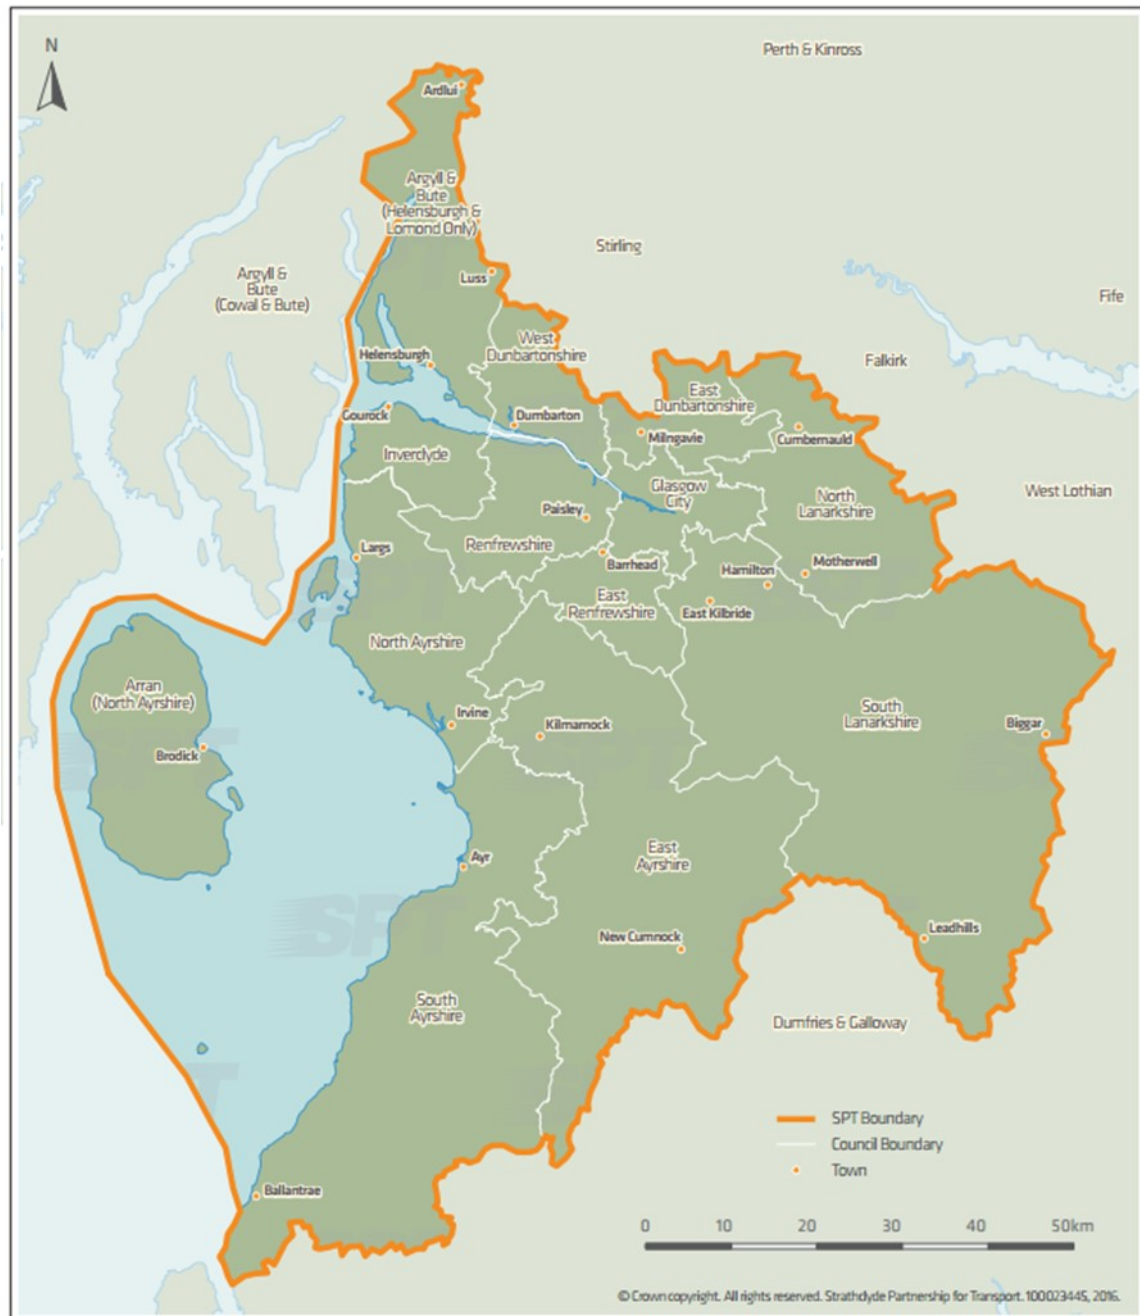 N
Perth & Kinross
Ardlui
Argyll &
Bute
(Helensburgh &
Lomond Only)
Stirling
Argyll &
Bute
(Cowal & Bute)
Luss
Fife
West
Dunbartonshire
Helensburgh
Falkirk
East
Dunbartonshire
Gourock
Dumbarton
Milngavie
Cumbernauld
Inverclyde
Glasgow
City
North
Lanarkshire
West Lothian
Paisley
Renfrewshire
Largs
Barrhead
Hamilton
Motherwell
East
Renfrewshire
East Kilbride
North Ayrshire
Arran
(North Ayrshire)
Irvine
Kilmarnock
South
Lanarkshire
Biggar
Brodick
Ayr
East
Ayrshire
SPT
New Cumnock
Leadhills
South
Ayrshire
Dumfries & Galloway
SPT Boundary
Council Boundary
Town
Ballantrae
0 10 20 30 40 50km
© Crown copyright. All rights reserved. Strathclyde Partnership for Transport. 100023445, 2016.